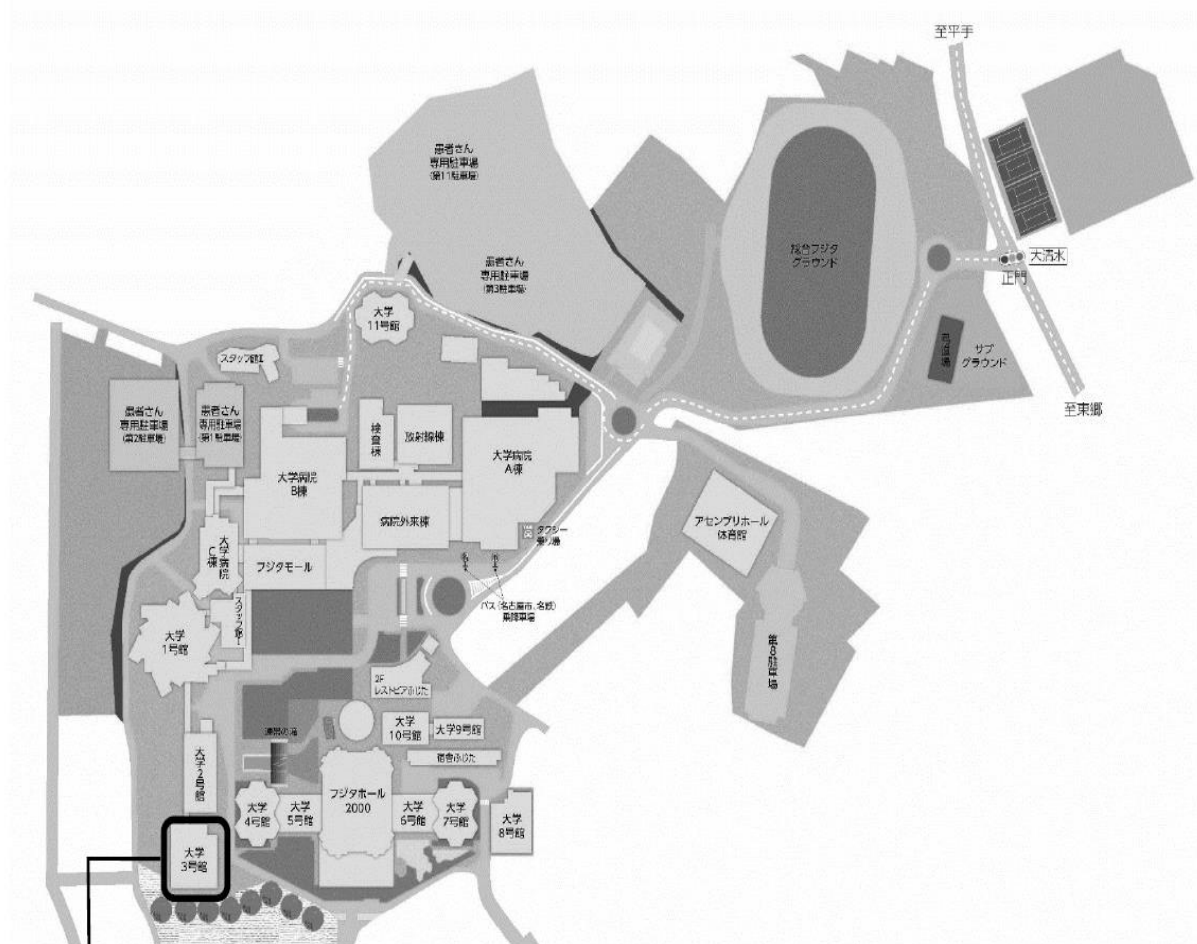 至平手
患者さん
専用駐車場
(第11駐車場)
患者さん
専用駐車場
(第3駐車場)
総合フジタ
グラウンド
大清水
正門
サブ
グラウンド
至東郷
大学
11号館
スタッフ館Ⅱ
患者さん
専用駐車場
(第2駐車場)
患者さん
専用駐車場
(第1駐車場)
検査棟
放射線棟
大学病院
A棟
大学病院
B棟
病院外来棟
タクシー
乗り場
アセンブリホール
体育館
大学病院
C棟
フジタモール
バス(名古屋市、名鉄)
乗降車場
スタッフ館Ⅰ
大学
1号館
第8駐車場
2F
レストピアふじた
大学
10号館
大学9号館
宿舎ふじた
大学2号館
フジタホール
2000
大学
4号館
大学
5号館
大学
6号館
大学
7号館
大学
8号館
大学
3号館